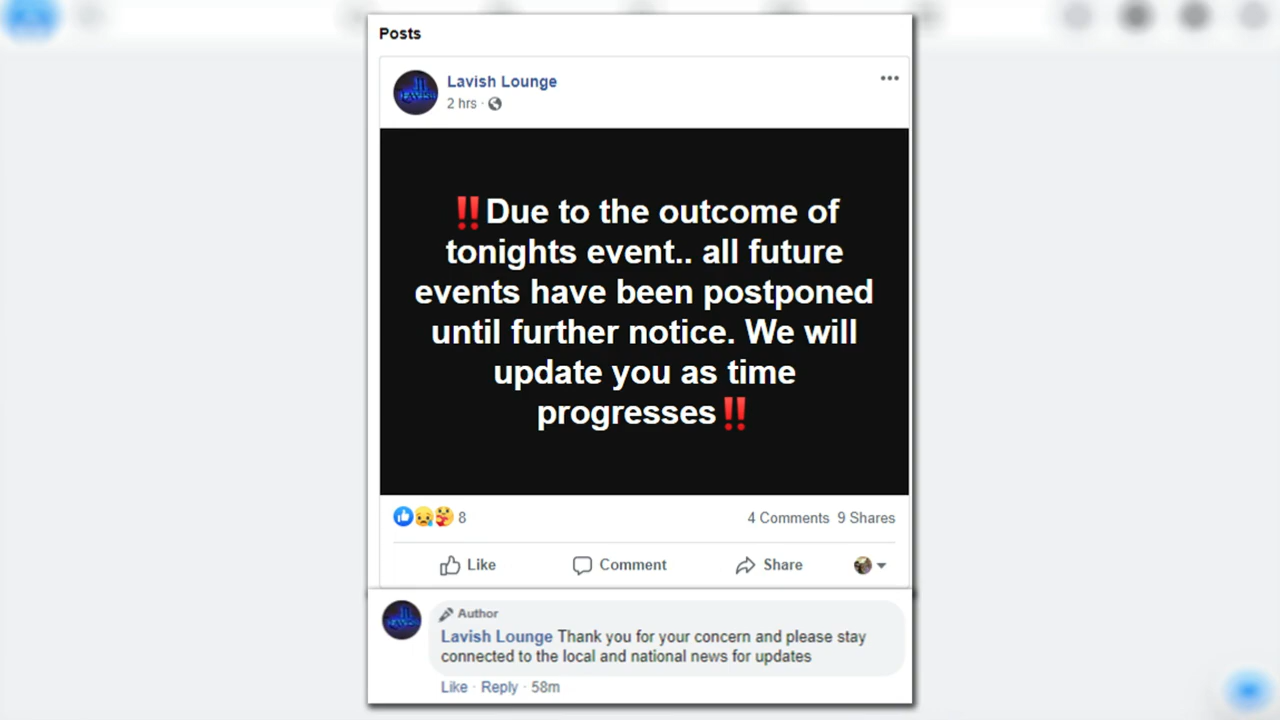 Posts
Lavish Lounge
2 hrs ·
‼️Due to the outcome of
tonights event.. all future
events have been postponed
until further notice. We will
update you as time
progresses‼️
8
4 Comments 9 Shares
Like Comment Share
Author
Lavish Lounge Thank you for your concern and please stay
connected to the local and national news for updates
Like · Reply · 58m